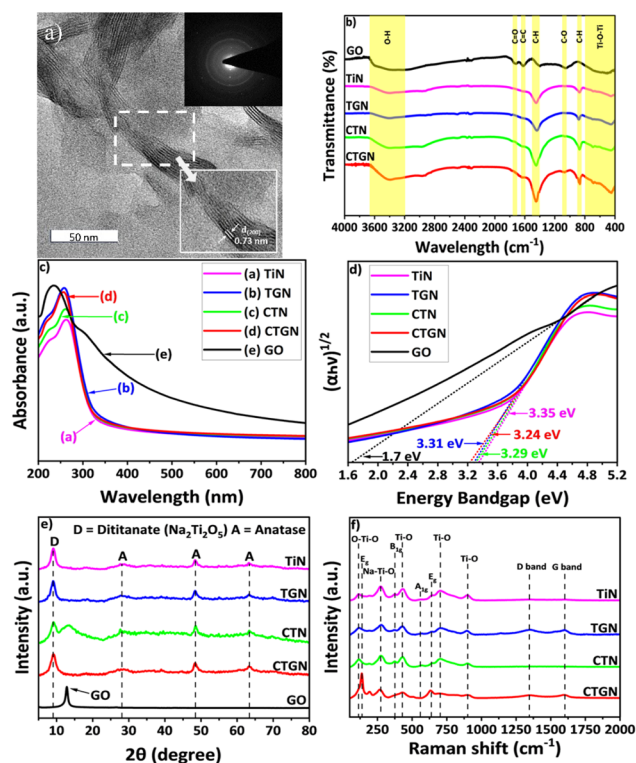 a)
50 nm
d(200)
0.73 nm
b)
O-H
C=O
C=C
C-H
C-O
C-H
Ti-O-Ti
GO
TiN
TGN
CTN
CTGN
Transmittance (%)
4000 3600 3200 2800 2400 2000 1600 1200 800 400
Wavelength (cm⁻¹)
c)
(a) TiN
(b) TGN
(c) CTN
(d) CTGN
(e) GO
(d)
(c)
(e)
(b)
(a)
Absorbance (a.u.)
200 300 400 500 600 700 800
Wavelength (nm)
d)
TiN
TGN
CTN
CTGN
GO
(αhν)^1/2
3.35 eV
3.31 eV
3.24 eV
3.29 eV
1.7 eV
1.6 2.0 2.4 2.8 3.2 3.6 4.0 4.4 4.8 5.2
Energy Bandgap (eV)
e)
D = Dititanate (Na₂Ti₂O₅) A = Anatase
D
A
A
A
TiN
TGN
CTN
CTGN
GO
GO
Intensity (a.u.)
5 10 20 30 40 50 60 70 80
2θ (degree)
f)
O-Ti-O
Eg
Na-Ti-O
B1g
Ti-O
A1g
Eg
Ti-O
Ti-O
D band
G band
TiN
TGN
CTN
CTGN
Intensity (a.u.)
0 250 500 750 1000 1250 1500 1750 2000
Raman shift (cm⁻¹)